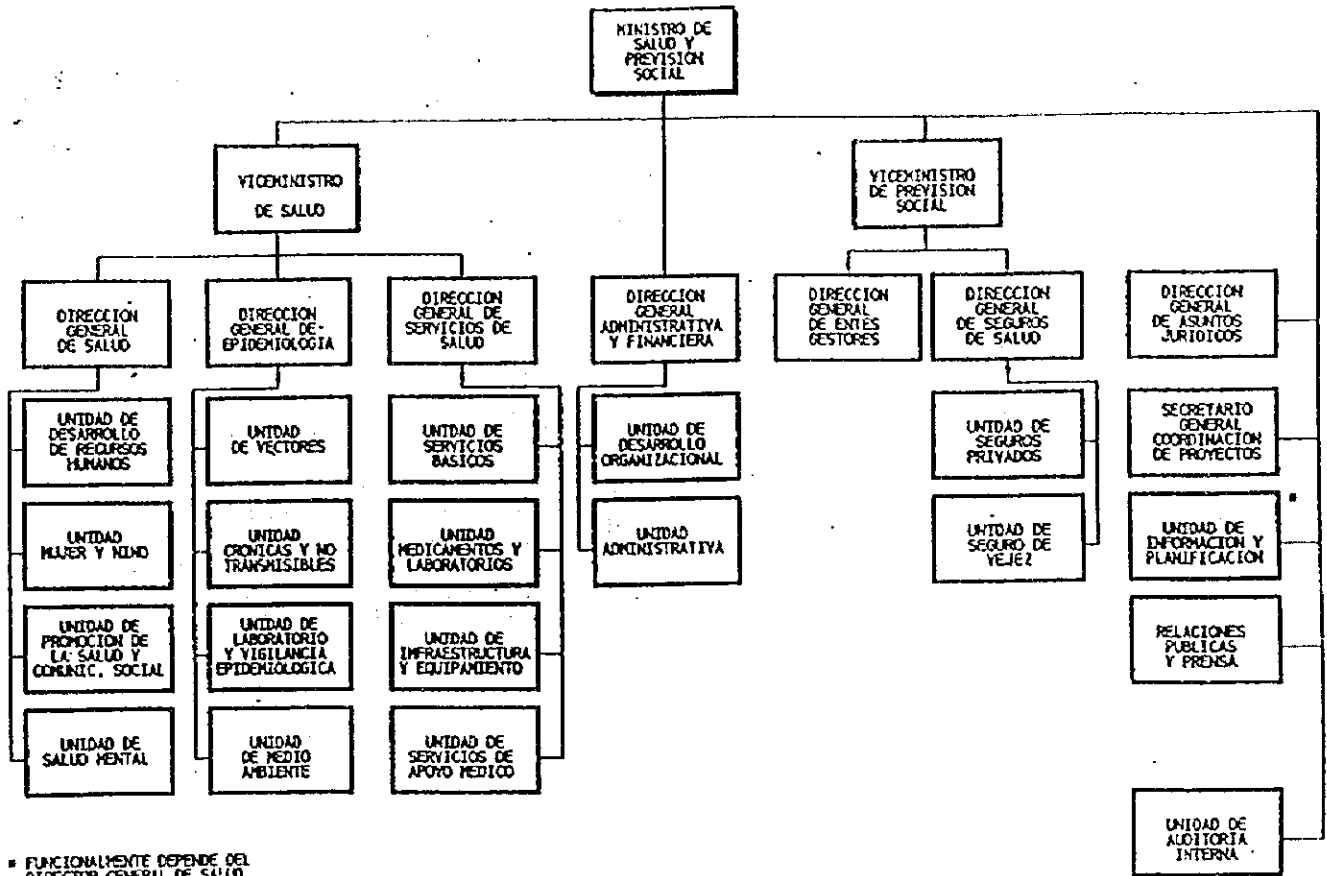 MINISTRO DE
SALUD Y
PREVISION
SOCIAL
VICEMINISTRO
DE SALUD
VICEMINISTRO
DE PREVISION
SOCIAL
DIRECCION
GENERAL
DE SALUD
DIRECCION
GENERAL DE
EPIDEMIOLOGIA
DIRECCION
GENERAL DE
SERVICIOS DE
SALUD
DIRECCION
GENERAL
ADMINISTRATIVA
Y FINANCIERA
DIRECCION
GENERAL
DE ENTES
GESTORES
DIRECCION
GENERAL
DE SEGUROS
DE SALUD
DIRECCION
GENERAL
DE ASUNTOS
JURIDICOS
UNIDAD DE
DESARROLLO
DE RECURSOS
HUMANOS
UNIDAD
DE VECTORES
UNIDAD DE
SERVICIOS
BASICOS
UNIDAD DE
DESARROLLO
ORGANIZACIONAL
UNIDAD DE
SEGUROS
PRIVADOS
SECRETARIO
GENERAL
COORDINACION
DE PROYECTOS
UNIDAD
MUJER Y NINO
UNIDAD
CRONICAS Y NO
TRANSMISIBLES
UNIDAD
MEDICAMENTOS Y
LABORATORIOS
UNIDAD
ADMINISTRATIVA
UNIDAD DE
SEGURO DE
VEJEZ
*
UNIDAD DE
INFORMACION Y
PLANIFICACION
UNIDAD DE
PROMOCION DE
LA SALUD Y
COMUNIC. SOCIAL
UNIDAD DE
LABORATORIO
Y VIGILANCIA
EPIDEMIOLOGICA
UNIDAD DE
INFRAESTRUCTURA
Y EQUIPAMIENTO
RELACIONES
PUBLICAS
Y PRENSA
UNIDAD DE
SALUD MENTAL
UNIDAD
DE MEDIO
AMBIENTE
UNIDAD DE
SERVICIOS DE
APOYO MEDICO
UNIDAD DE
AUDITORIA
INTERNA
* FUNCIONALMENTE DEPENDE DEL
DIRECTOR GENERAL DE SALUD